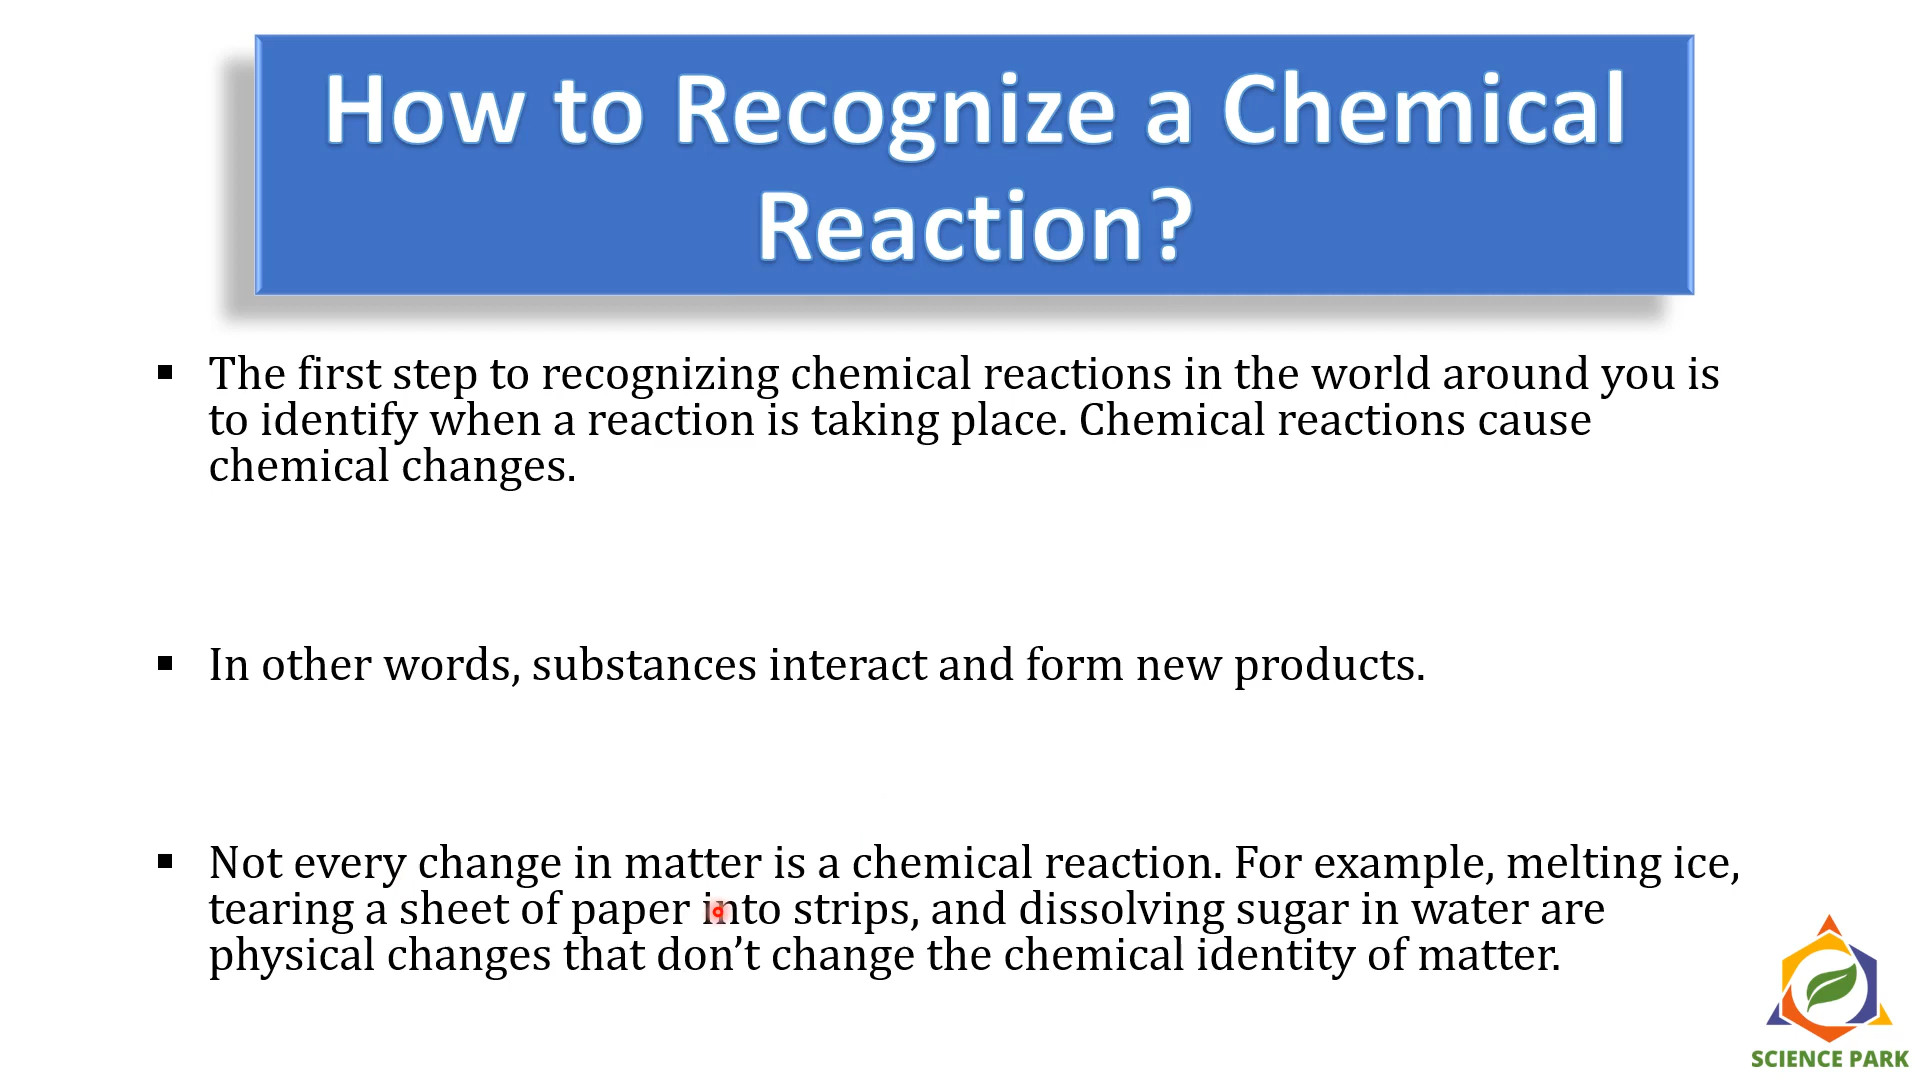 How to Recognize a Chemical
Reaction?
▪ The first step to recognizing chemical reactions in the world around you is
to identify when a reaction is taking place. Chemical reactions cause
chemical changes.
▪ In other words, substances interact and form new products.
▪ Not every change in matter is a chemical reaction. For example, melting ice,
tearing a sheet of paper into strips, and dissolving sugar in water are
physical changes that don’t change the chemical identity of matter.
SCIENCE PARK